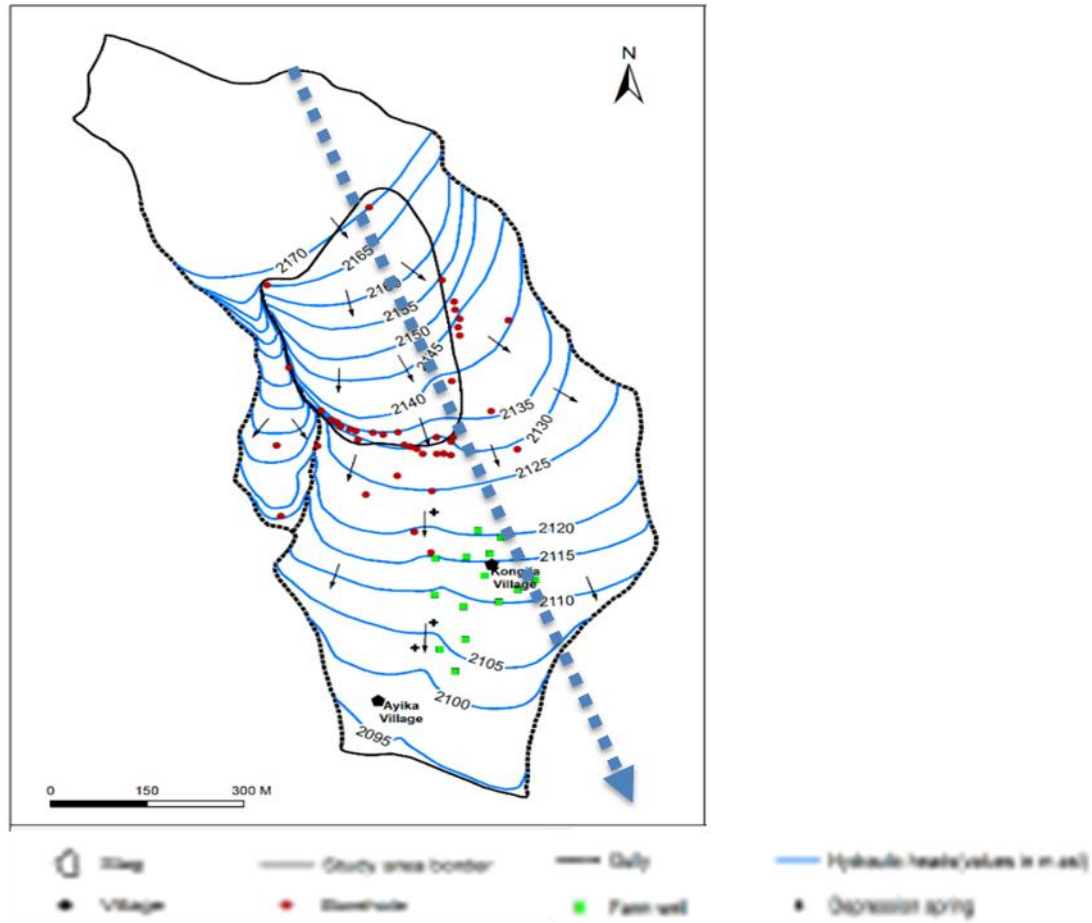 N
2170
2165
2155
2150
2145
2140
2135
2130
2125
2120
2115
Village
2110
2105
2100
Ayika
Village
2095
0 150 300 M
Study area border
Gully
Hydraulic heads(values in m asl)
Village
Borehole
Farm well
Depression spring